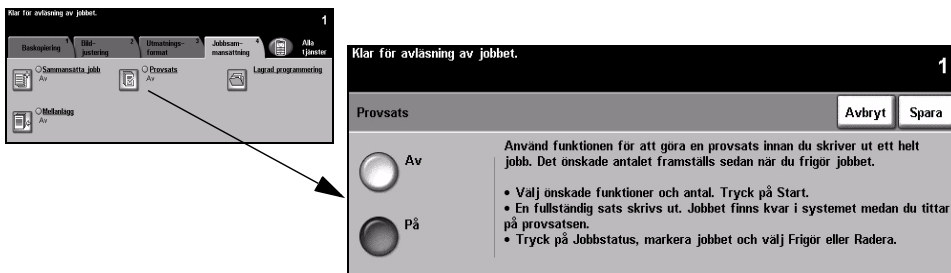 Klar för avläsning av jobbet.
1
Baskopiering 1
Bild-
justering 2
Utmatnings-
format 3
Jobbsam-
mansättning 4
Alla
tjänster
Sammansätta jobb
Av
Provsats
Av
Lagrad programmering
Mellanlägg
Av
Klar för avläsning av jobbet.
1
Provsats
Avbryt
Spara
Av
På
Använd funktionen för att göra en provsats innan du skriver ut ett helt
jobb. Det önskade antalet framställs sedan när du frigör jobbet.
• Välj önskade funktioner och antal. Tryck på Start.
• En fullständig sats skrivs ut. Jobbet finns kvar i systemet medan du tittar
på provsatsen.
• Tryck på Jobbstatus, markera jobbet och välj Frigör eller Radera.